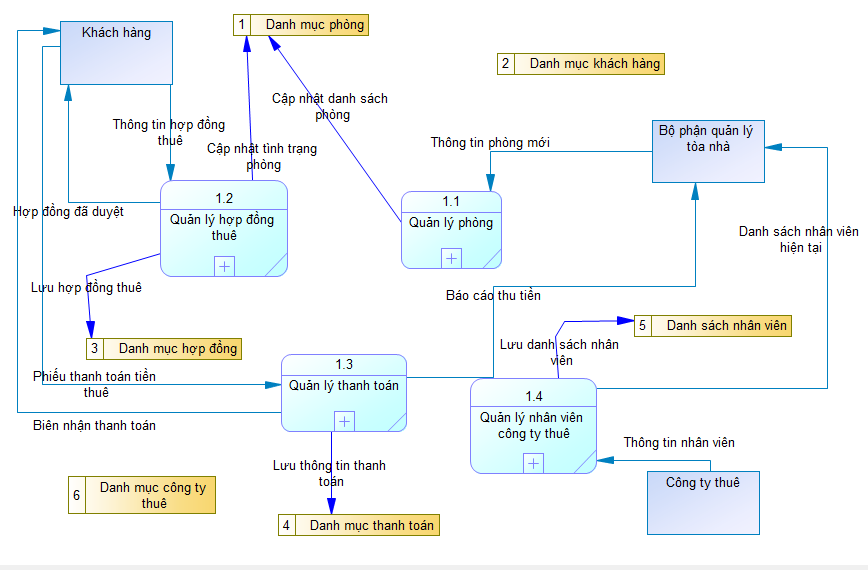 Khách hàng
1 Danh mục phòng
2 Danh mục khách hàng
Cập nhật danh sách
phòng
Thông tin hợp đồng
thuê
Cập nhật tình trạng
phòng
Thông tin phòng mới
Bộ phận quản lý
tòa nhà
1.2
Quản lý hợp đồng
thuê
1.1
Quản lý phòng
Hợp đồng đã duyệt
Danh sách nhân viên
hiện tại
Lưu hợp đồng thuê
Báo cáo thu tiền
3 Danh mục hợp đồng
5 Danh sách nhân viên
Lưu danh sách nhân
viên
1.3
Quản lý thanh toán
Phiếu thanh toán tiền
thuê
1.4
Quản lý nhân viên
công ty thuê
Biên nhận thanh toán
Thông tin nhân viên
Lưu thông tin thanh
toán
Công ty thuê
6 Danh mục công ty
thuê
4 Danh mục thanh toán